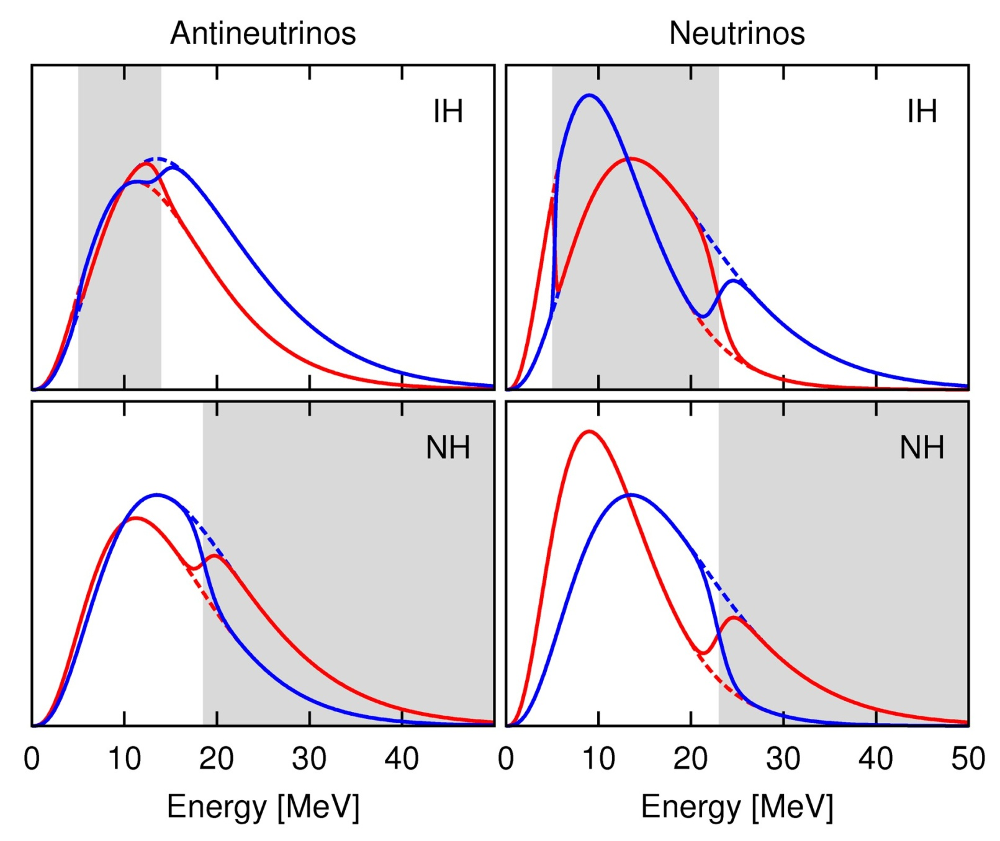 Antineutrinos
Neutrinos
IH
IH
NH
NH
0 10 20 30 40 0 10 20 30 40 50
Energy [MeV]
Energy [MeV]